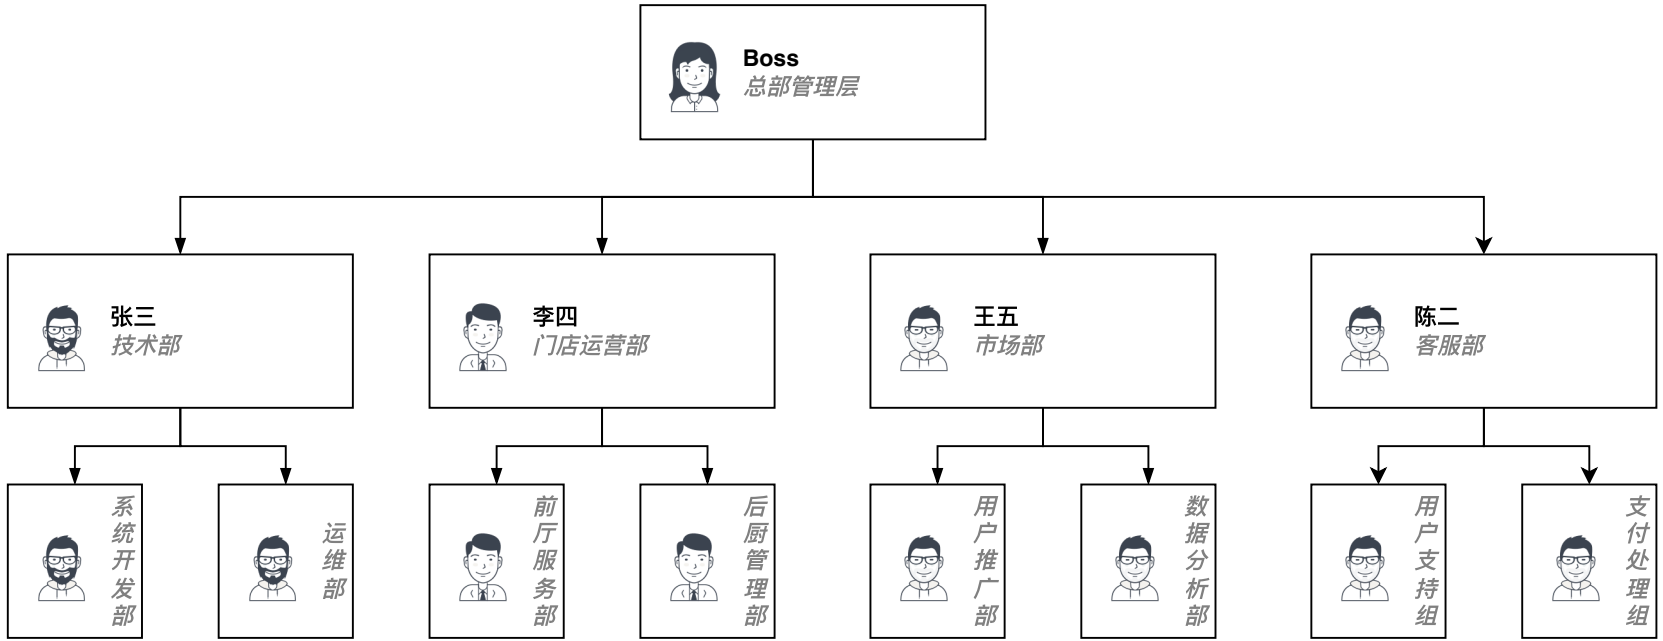 Boss
总部管理层
张三
技术部
李四
门店运营部
王五
市场部
陈二
客服部
系统开发部
运维部
前厅服务部
后厨管理部
用户推广部
数据分析部
用户支持组
支付处理组